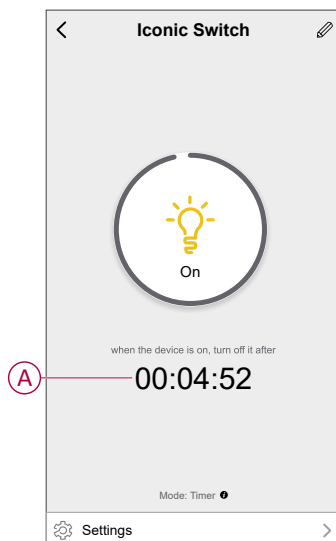 Iconic Switch
On
when the device is on, turn off it after
A
00:04:52
Mode: Timer i
Settings